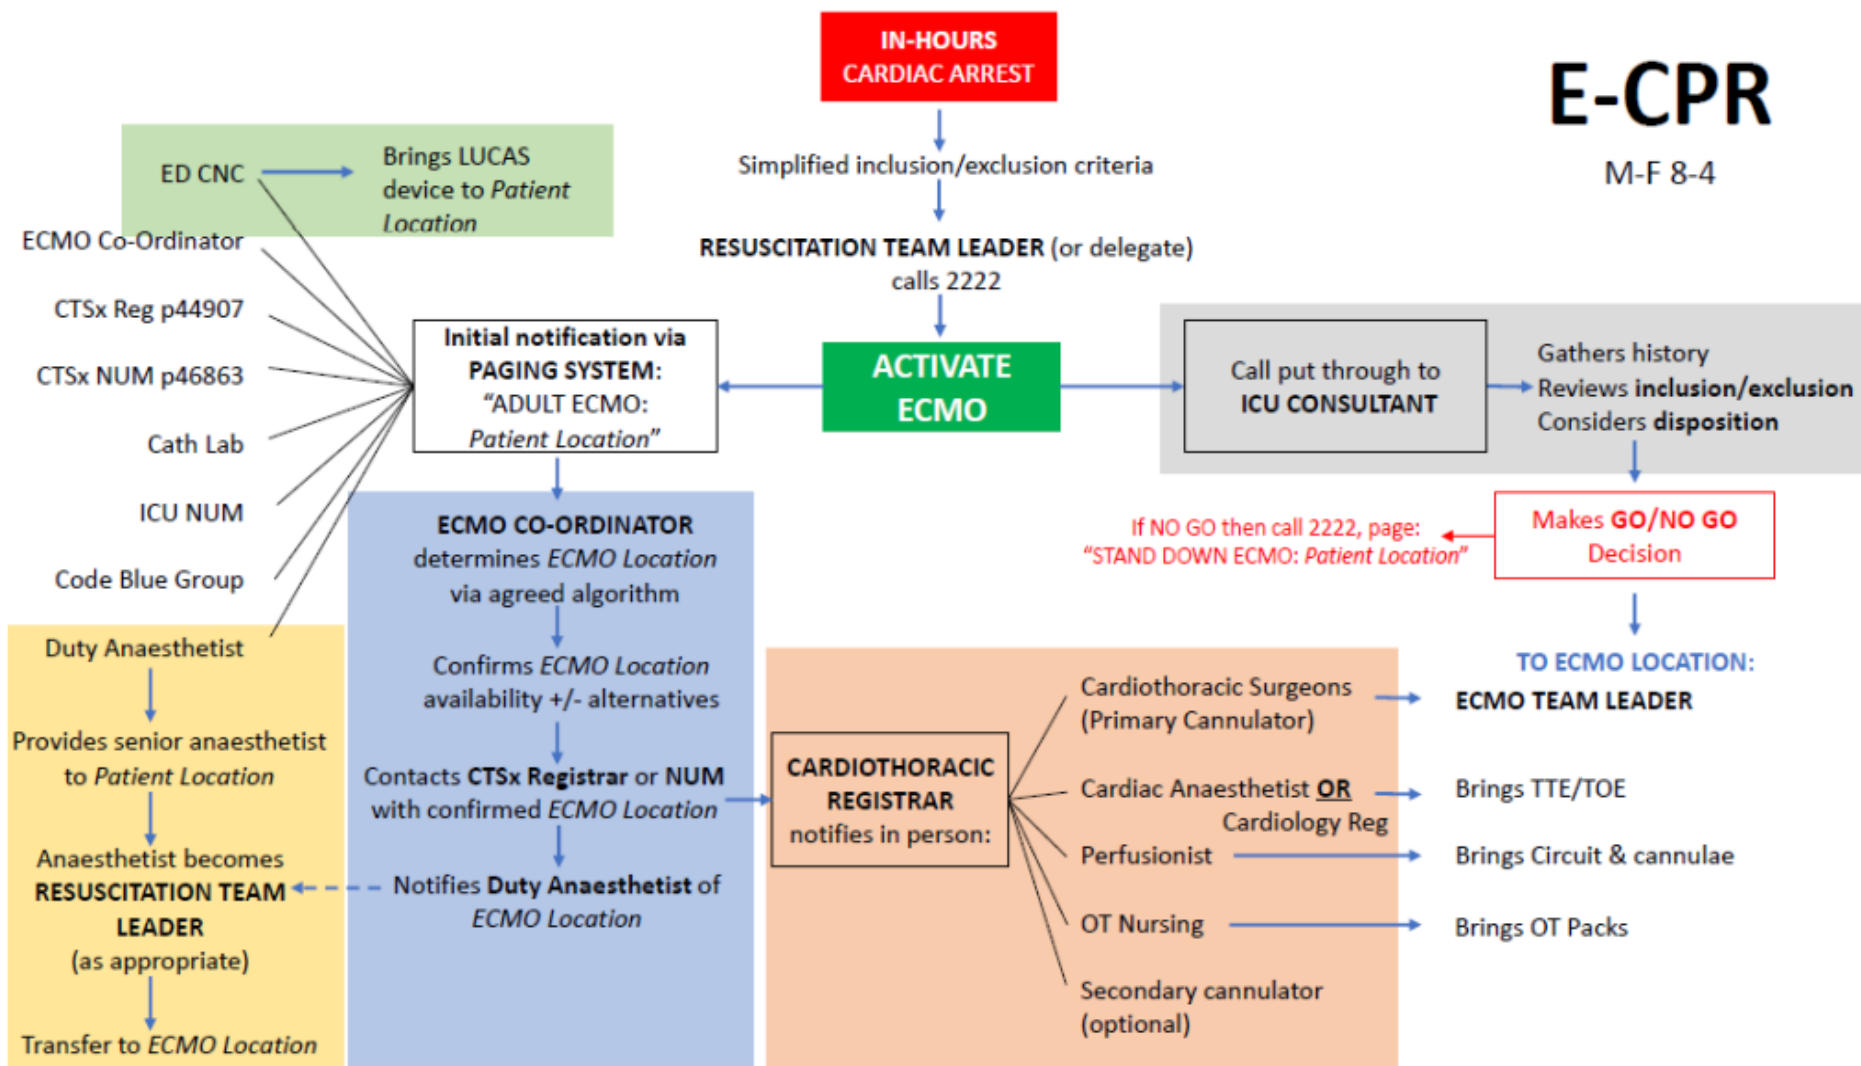 IN-HOURS
CARDIAC ARREST
E-CPR
M-F 8-4
Simplified inclusion/exclusion criteria
RESUSCITATION TEAM LEADER (or delegate)
calls 2222
ACTIVATE
ECMO
ED CNC
Brings LUCAS
device to Patient
Location
ECMO Co-Ordinator
CTSx Reg p44907
CTSx NUM p46863
Cath Lab
ICU NUM
Code Blue Group
Duty Anaesthetist
Provides senior anaesthetist
to Patient Location
Anaesthetist becomes
RESUSCITATION TEAM
LEADER
(as appropriate)
Transfer to ECMO Location
Initial notification via
PAGING SYSTEM:
“ADULT ECMO:
Patient Location”
ECMO CO-ORDINATOR
determines ECMO Location
via agreed algorithm
Confirms ECMO Location
availability +/- alternatives
Contacts CTSx Registrar or NUM
with confirmed ECMO Location
Notifies Duty Anaesthetist of
ECMO Location
Call put through to
ICU CONSULTANT
Gathers history
Reviews inclusion/exclusion
Considers disposition
Makes GO/NO GO
Decision
If NO GO then call 2222, page:
“STAND DOWN ECMO: Patient Location”
CARDIOTHORACIC
REGISTRAR
notifies in person:
Cardiothoracic Surgeons
(Primary Cannulator)
Cardiac Anaesthetist OR
Cardiology Reg
Perfusionist
OT Nursing
Secondary cannulator
(optional)
TO ECMO LOCATION:
ECMO TEAM LEADER
Brings TTE/TOE
Brings Circuit & cannulae
Brings OT Packs